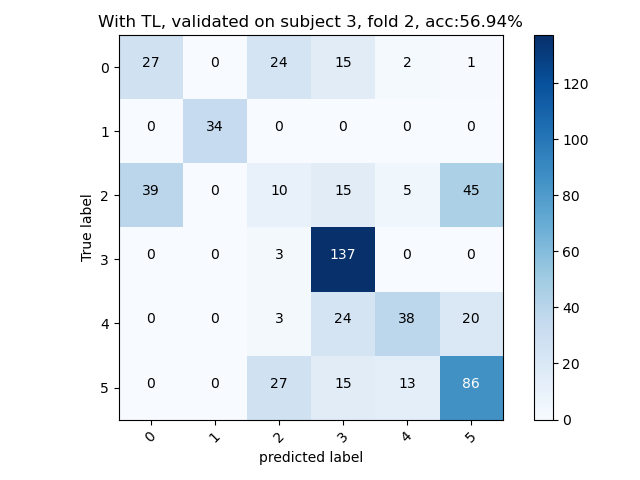 With TL, validated on subject 3, fold 2, acc:56.94%
0 27 0 24 15 2 1
1 0 34 0 0 0 0
2 39 0 10 15 5 45
3 0 0 3 137 0 0
4 0 0 3 24 38 20
5 0 0 27 15 13 86
0 1 2 3 4 5
predicted label
True label
120
100
80
60
40
20
0